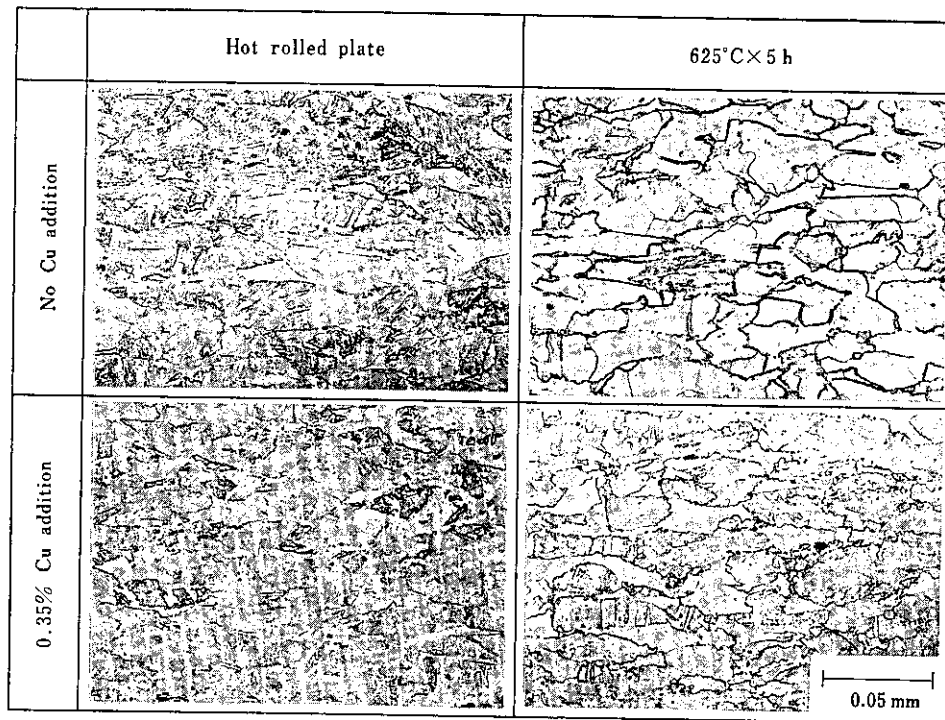 Hot rolled plate
625°C×5 h
No Cu addition
0.35% Cu addition
0.05 mm